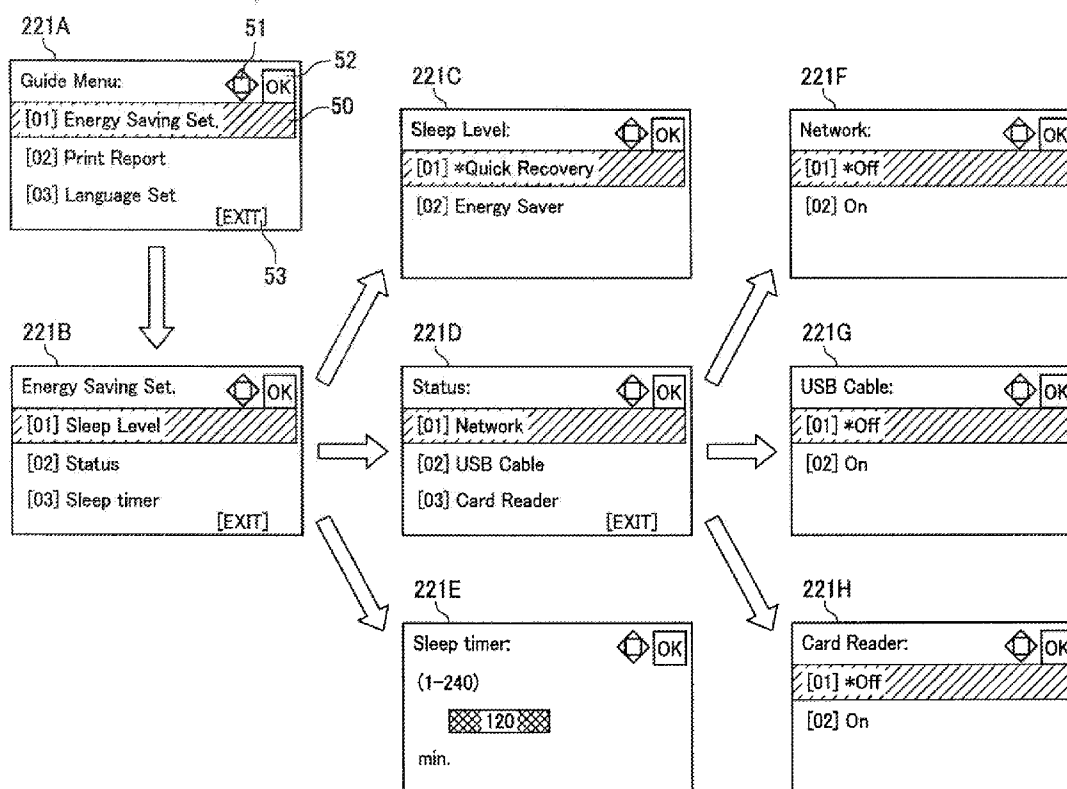 221A
51
52
Guide Menu:
OK
[01] Energy Saving Set.
50
[02] Print Report
[03] Language Set
[EXIT]
53
221B
Energy Saving Set.
OK
[01] Sleep Level
[02] Status
[03] Sleep timer
[EXIT]
221C
Sleep Level:
OK
[01] *Quick Recovery
[02] Energy Saver
221D
Status:
OK
[01] Network
[02] USB Cable
[03] Card Reader
[EXIT]
221E
Sleep timer:
OK
(1-240)
120
min.
221F
Network:
OK
[01] *Off
[02] On
221G
USB Cable:
OK
[01] *Off
[02] On
221H
Card Reader:
OK
[01] *Off
[02] On